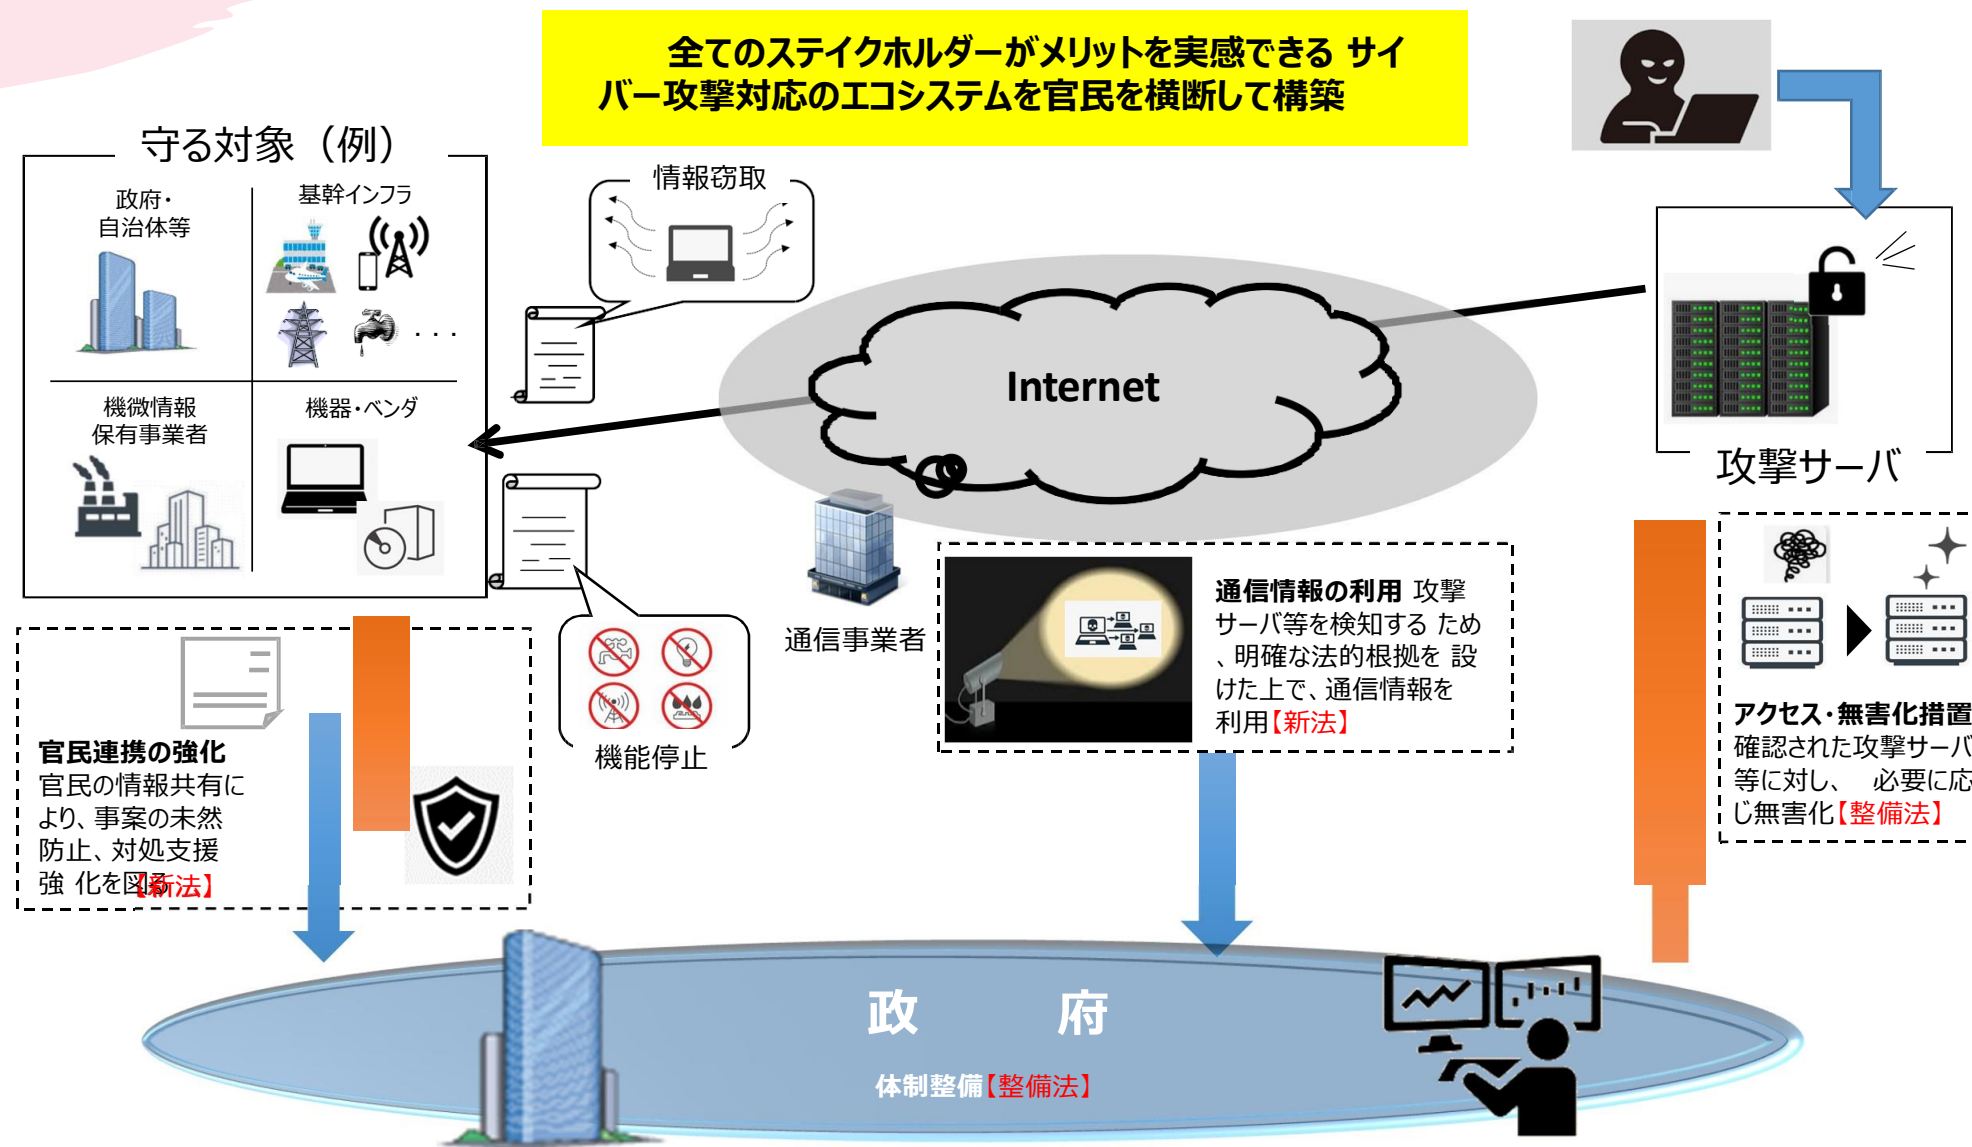 全てのステイクホルダーがメリットを実感できる サイ
バー攻撃対応のエコシステムを官民を横断して構築
守る対象（例）
政府・
自治体等
基幹インフラ
・・・
機微情報
保有事業者
機器・ベンダ
情報窃取
Internet
攻撃サーバ
通信事業者
機能停止
官民連携の強化
官民の情報共有に
より、事案の未然
防止、対処支援
強 化を図る【新法】
通信情報の利用 攻撃
サーバ等を検知する ため
、明確な法的根拠を 設
けた上で、通信情報を
利用【新法】
アクセス・無害化措置
確認された攻撃サーバ
等に対し、 必要に応
じ無害化【整備法】
政 府
体制整備【整備法】